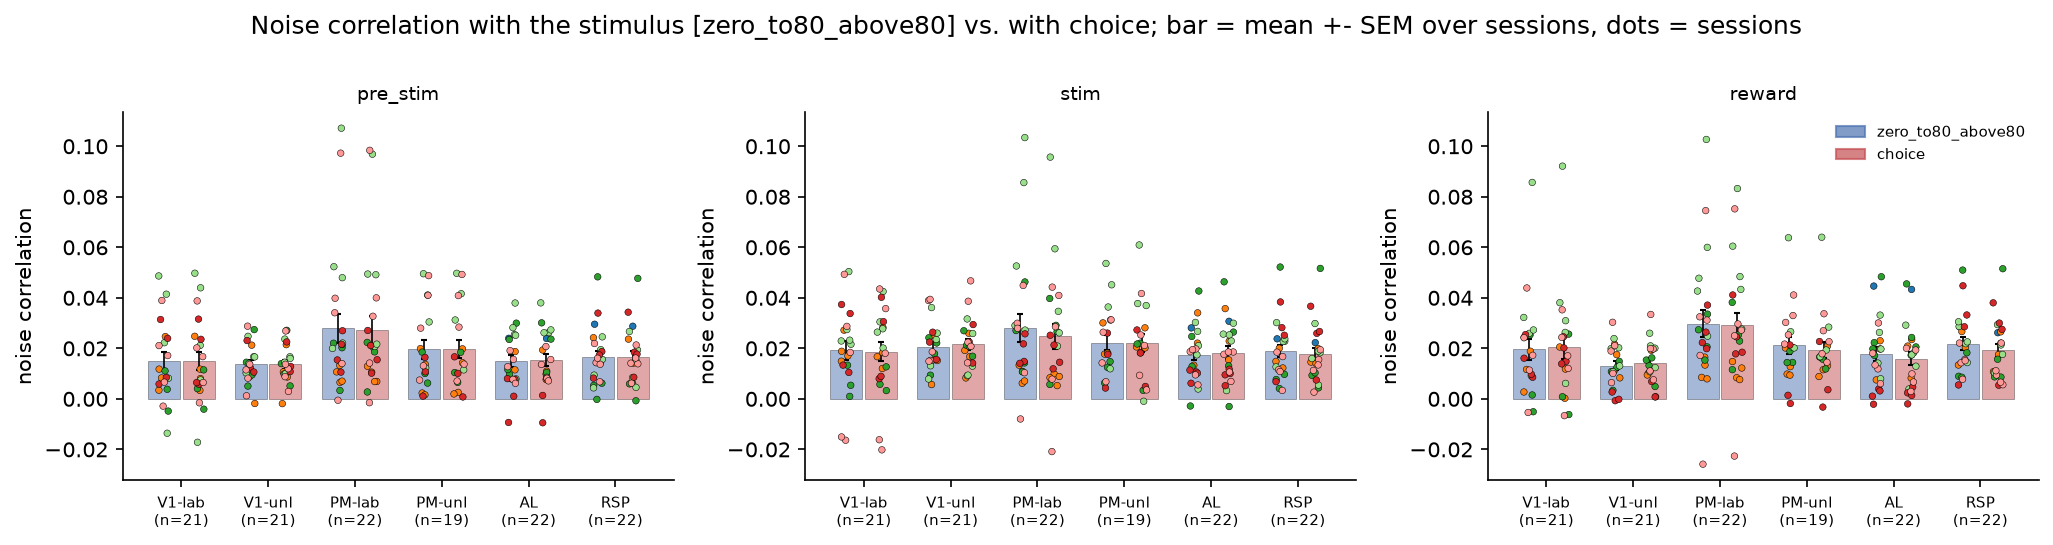 Noise correlation with the stimulus [zero_to80_above80] vs. with choice; bar = mean +- SEM over sessions, dots = sessions
pre_stim
noise correlation
0.10
0.08
0.06
0.04
0.02
0.00
−0.02
V1-lab (n=21)
V1-unl (n=21)
PM-lab (n=22)
PM-unl (n=19)
AL (n=22)
RSP (n=22)
stim
noise correlation
0.10
0.08
0.06
0.04
0.02
0.00
−0.02
V1-lab (n=21)
V1-unl (n=21)
PM-lab (n=22)
PM-unl (n=19)
AL (n=22)
RSP (n=22)
reward
zero_to80_above80
choice
noise correlation
0.10
0.08
0.06
0.04
0.02
0.00
−0.02
V1-lab (n=21)
V1-unl (n=21)
PM-lab (n=22)
PM-unl (n=19)
AL (n=22)
RSP (n=22)